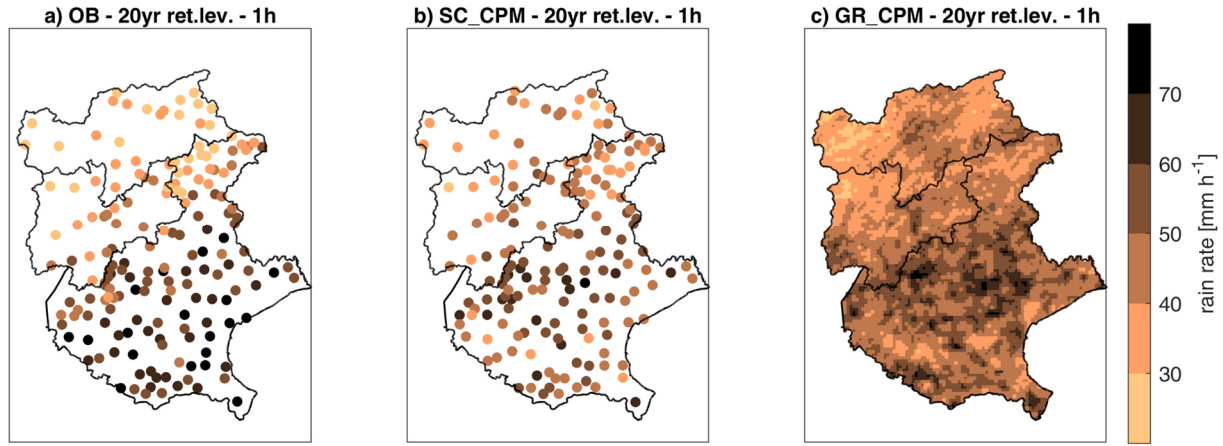 a) OB - 20yr ret.lev. - 1h
b) SC_CPM - 20yr ret.lev. - 1h
c) GR_CPM - 20yr ret.lev. - 1h
70
60
50
40
30
rain rate [mm h⁻¹]